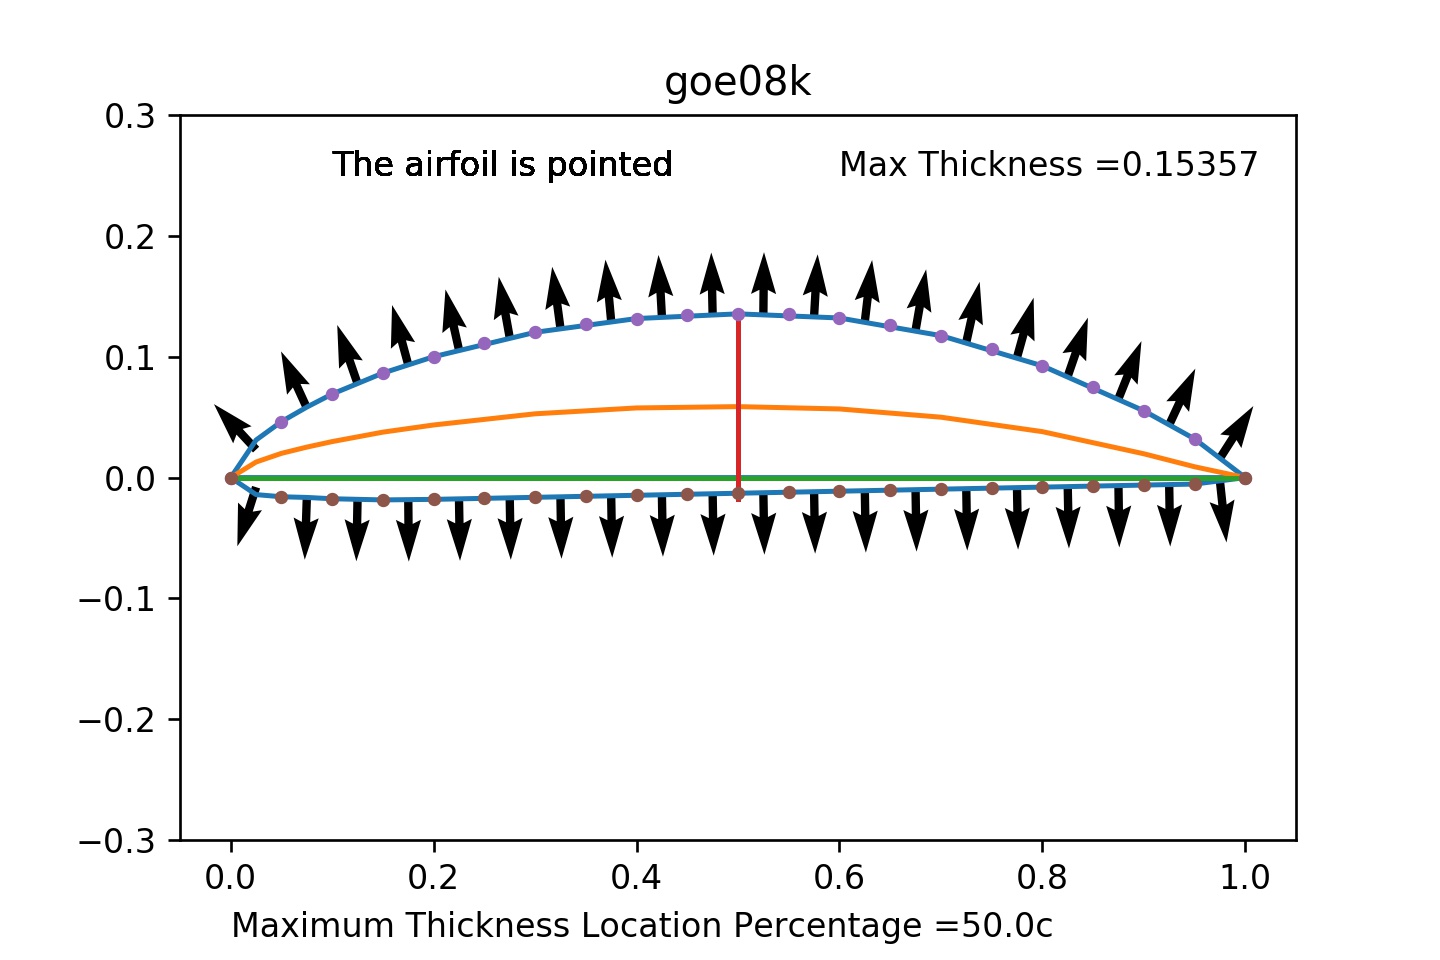 goe08k
The airfoil is pointed
Max Thickness =0.15357
0.3
0.2
0.1
0.0
−0.1
−0.2
−0.3
0.0 0.2 0.4 0.6 0.8 1.0
Maximum Thickness Location Percentage =50.0c